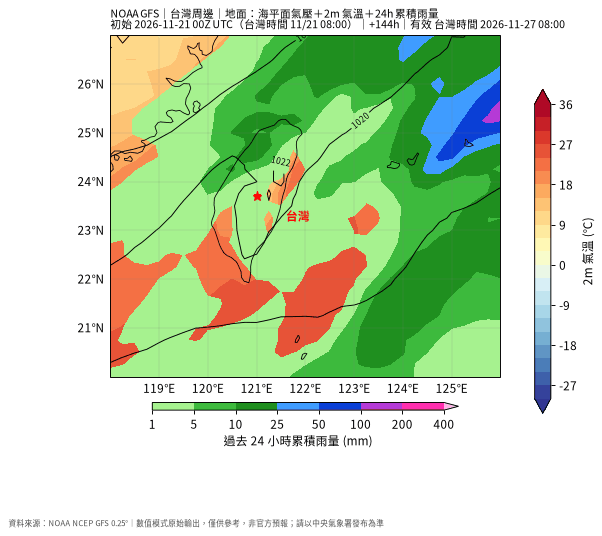 NOAA GFS｜台灣周邊｜地面：海平面氣壓＋2m 氣溫＋24h 累積雨量
初始 2026-11-21 00Z UTC（台灣時間 11/21 08:00）｜+144h｜有效 台灣時間 2026-11-27 08:00
26°N
25°N
24°N
23°N
22°N
21°N
1020
1022
台灣
119°E 120°E 121°E 122°E 123°E 124°E 125°E
1 5 10 25 50 100 200 400
過去 24 小時累積雨量 (mm)
36
27
18
9
0
-9
-18
-27
2m 氣溫 (°C)
資料來源：NOAA NCEP GFS 0.25°｜數值模式原始輸出，僅供參考，非官方預報；請以中央氣象署發布為準